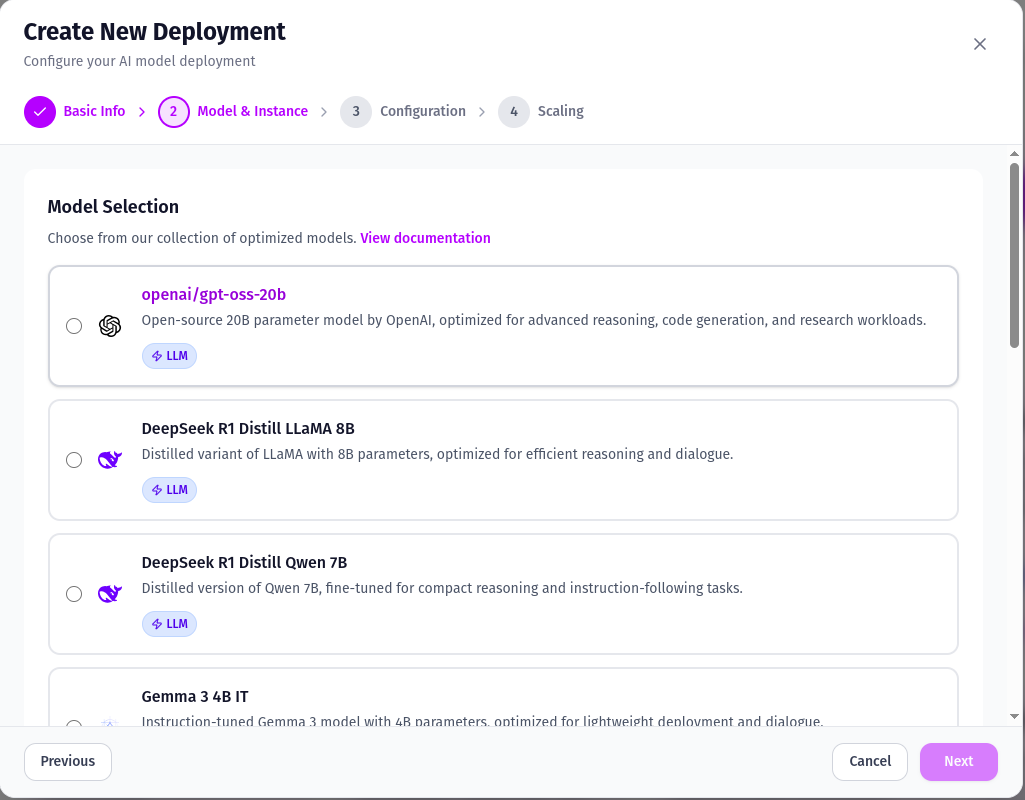 Create New Deployment
Configure your AI model deployment
Basic Info
2
Model & Instance
3
Configuration
4
Scaling
Model Selection
Choose from our collection of optimized models. View documentation
openai/gpt-oss-20b
Open-source 20B parameter model by OpenAI, optimized for advanced reasoning, code generation, and research workloads.
LLM
DeepSeek R1 Distill LLaMA 8B
Distilled variant of LLaMA with 8B parameters, optimized for efficient reasoning and dialogue.
LLM
DeepSeek R1 Distill Qwen 7B
Distilled version of Qwen 7B, fine-tuned for compact reasoning and instruction-following tasks.
LLM
Gemma 3 4B IT
Instruction-tuned Gemma 3 model with 4B parameters, optimized for lightweight deployment and dialogue.
Previous
Cancel
Next